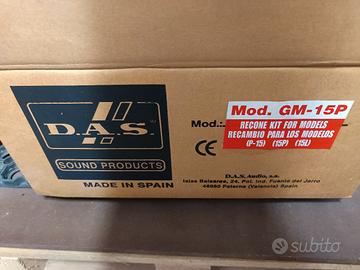 D.A.S.
SOUND PRODUCTS
MADE IN SPAIN
Mod. GM-15P
RECONE KIT FOR MODELS
RECAMBIO PARA LOS MODELOS
(P-15) (15P) (15L)
Mod.:
CE
D.A.S. Audio, s.a.
Islas Baleares, 24. Pol. Ind. Fuente del Jarro
46980 Paterna (Valencia) Spain
subito